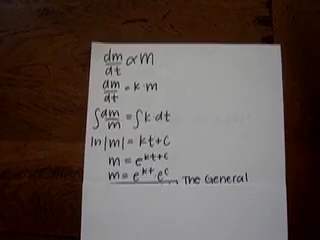 dm/dt ∝ m
dm/dt = k·m
∫dm/m = ∫k·dt
ln|m| = kt+c
m = e^kt+c
m = e^kt · e^c The General